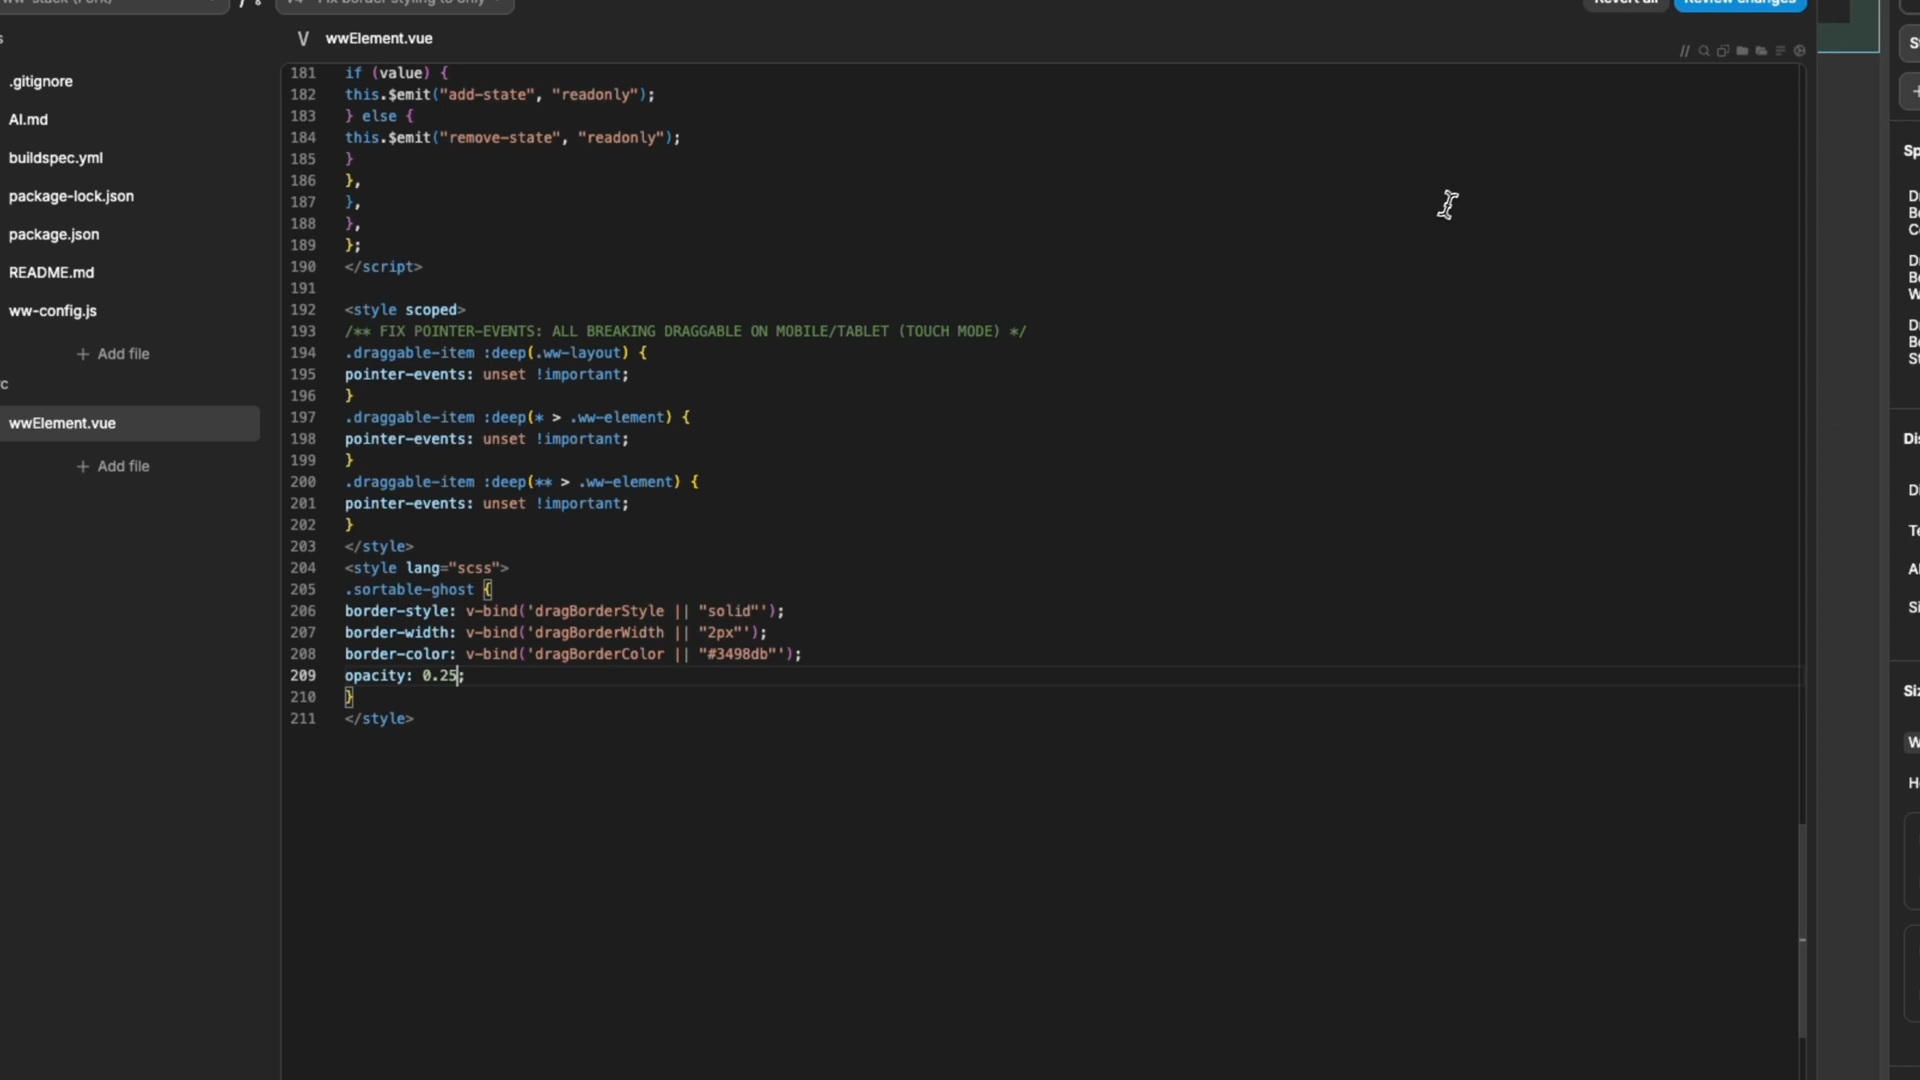 wwElement.vue
.gitignore
AI.md
buildspec.yml
package-lock.json
package.json
README.md
ww-config.js
+ Add file
wwElement.vue
+ Add file
181 if (value) {
182 this.$emit("add-state", "readonly");
183 } else {
184 this.$emit("remove-state", "readonly");
185 }
186 },
187 },
188 },
189 };
190 </script>
191
192 <style scoped>
193 /** FIX POINTER-EVENTS: ALL BREAKING DRAGGABLE ON MOBILE/TABLET (TOUCH MODE) */
194 .draggable-item :deep(.ww-layout) {
195 pointer-events: unset !important;
196 }
197 .draggable-item :deep(* > .ww-element) {
198 pointer-events: unset !important;
199 }
200 .draggable-item :deep(** > .ww-element) {
201 pointer-events: unset !important;
202 }
203 </style>
204 <style lang="scss">
205 .sortable-ghost {
206 border-style: v-bind('dragBorderStyle || "solid"');
207 border-width: v-bind('dragBorderWidth || "2px"');
208 border-color: v-bind('dragBorderColor || "#3498db"');
209 opacity: 0.25;
210 }
211 </style>